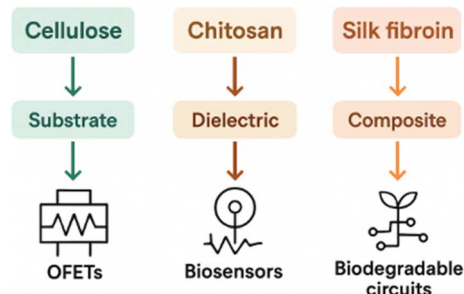 Cellulose Chitosan Silk fibroin
Substrate Dielectric Composite
OFETs Biosensors Biodegradable
circuits